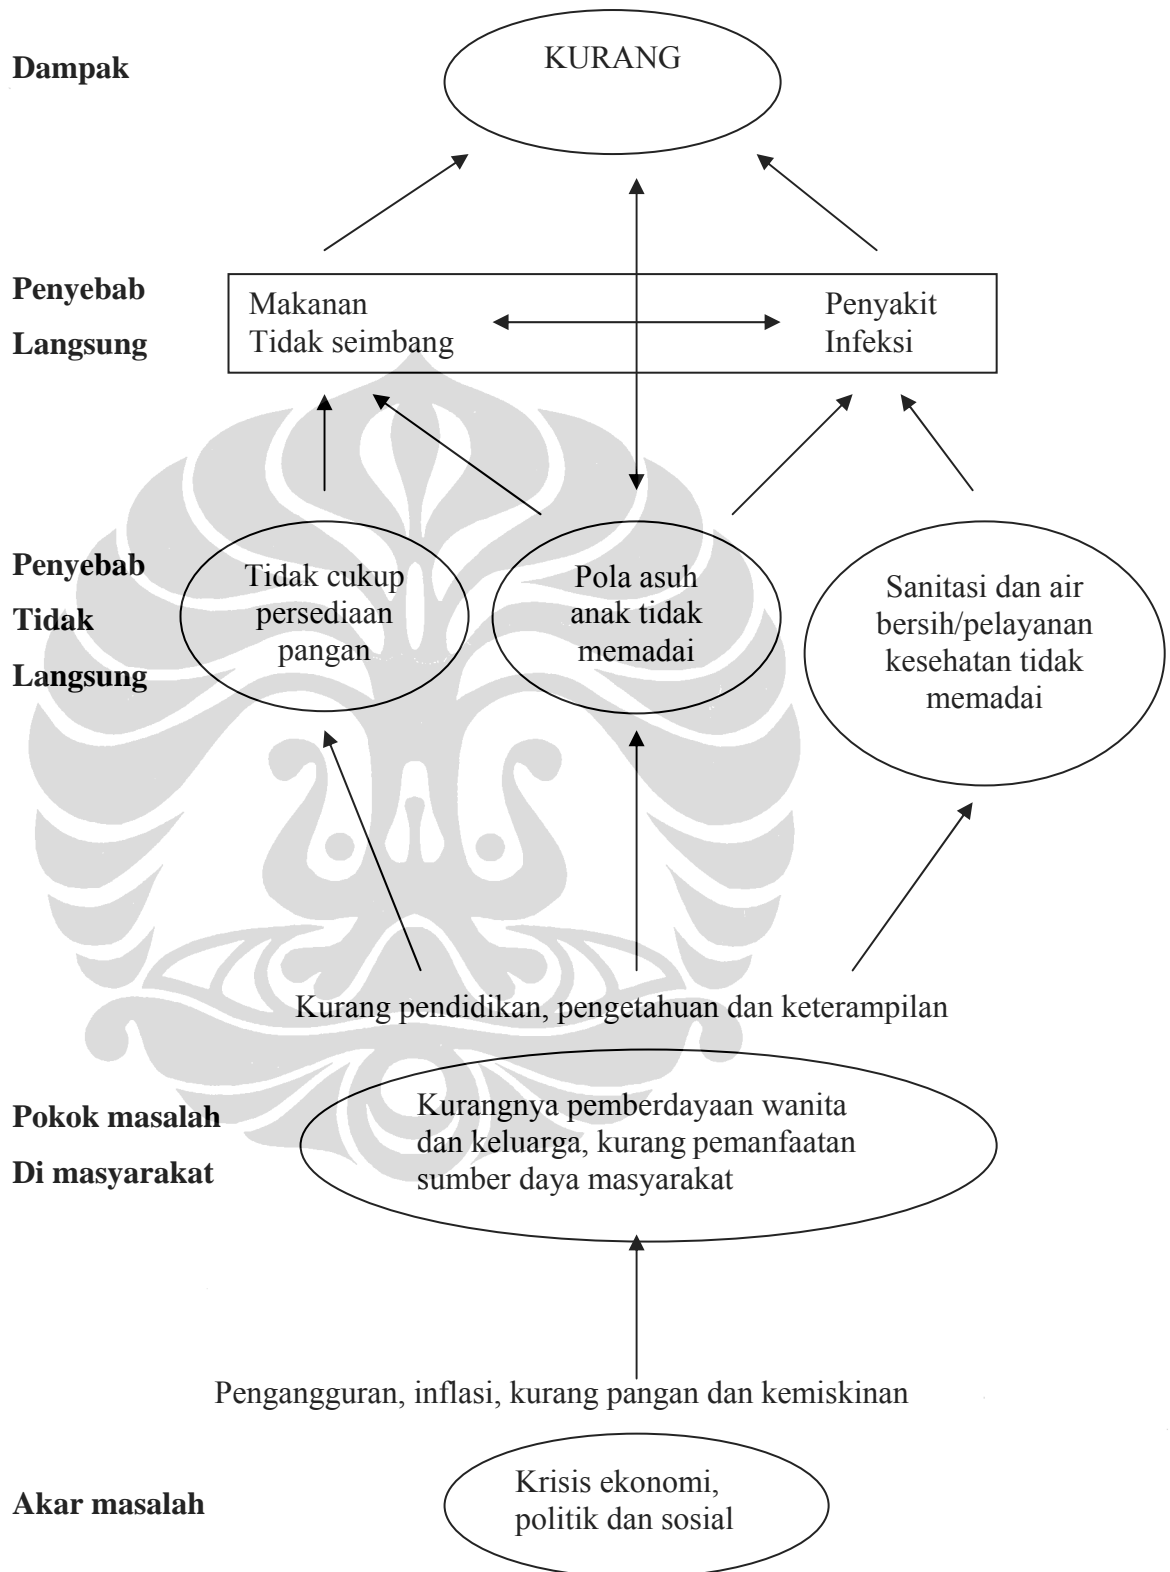 Dampak
KURANG
Penyebab
Langsung
Makanan
Tidak seimbang
Penyakit
Infeksi
Penyebab
Tidak
Langsung
Tidak cukup
persediaan
pangan
Pola asuh
anak tidak
memadai
Sanitasi dan air
bersih/pelayanan
kesehatan tidak
memadai
Kurang pendidikan, pengetahuan dan keterampilan
Pokok masalah
Di masyarakat
Kurangnya pemberdayaan wanita
dan keluarga, kurang pemanfaatan
sumber daya masyarakat
Pengangguran, inflasi, kurang pangan dan kemiskinan
Akar masalah
Krisis ekonomi,
politik dan sosial